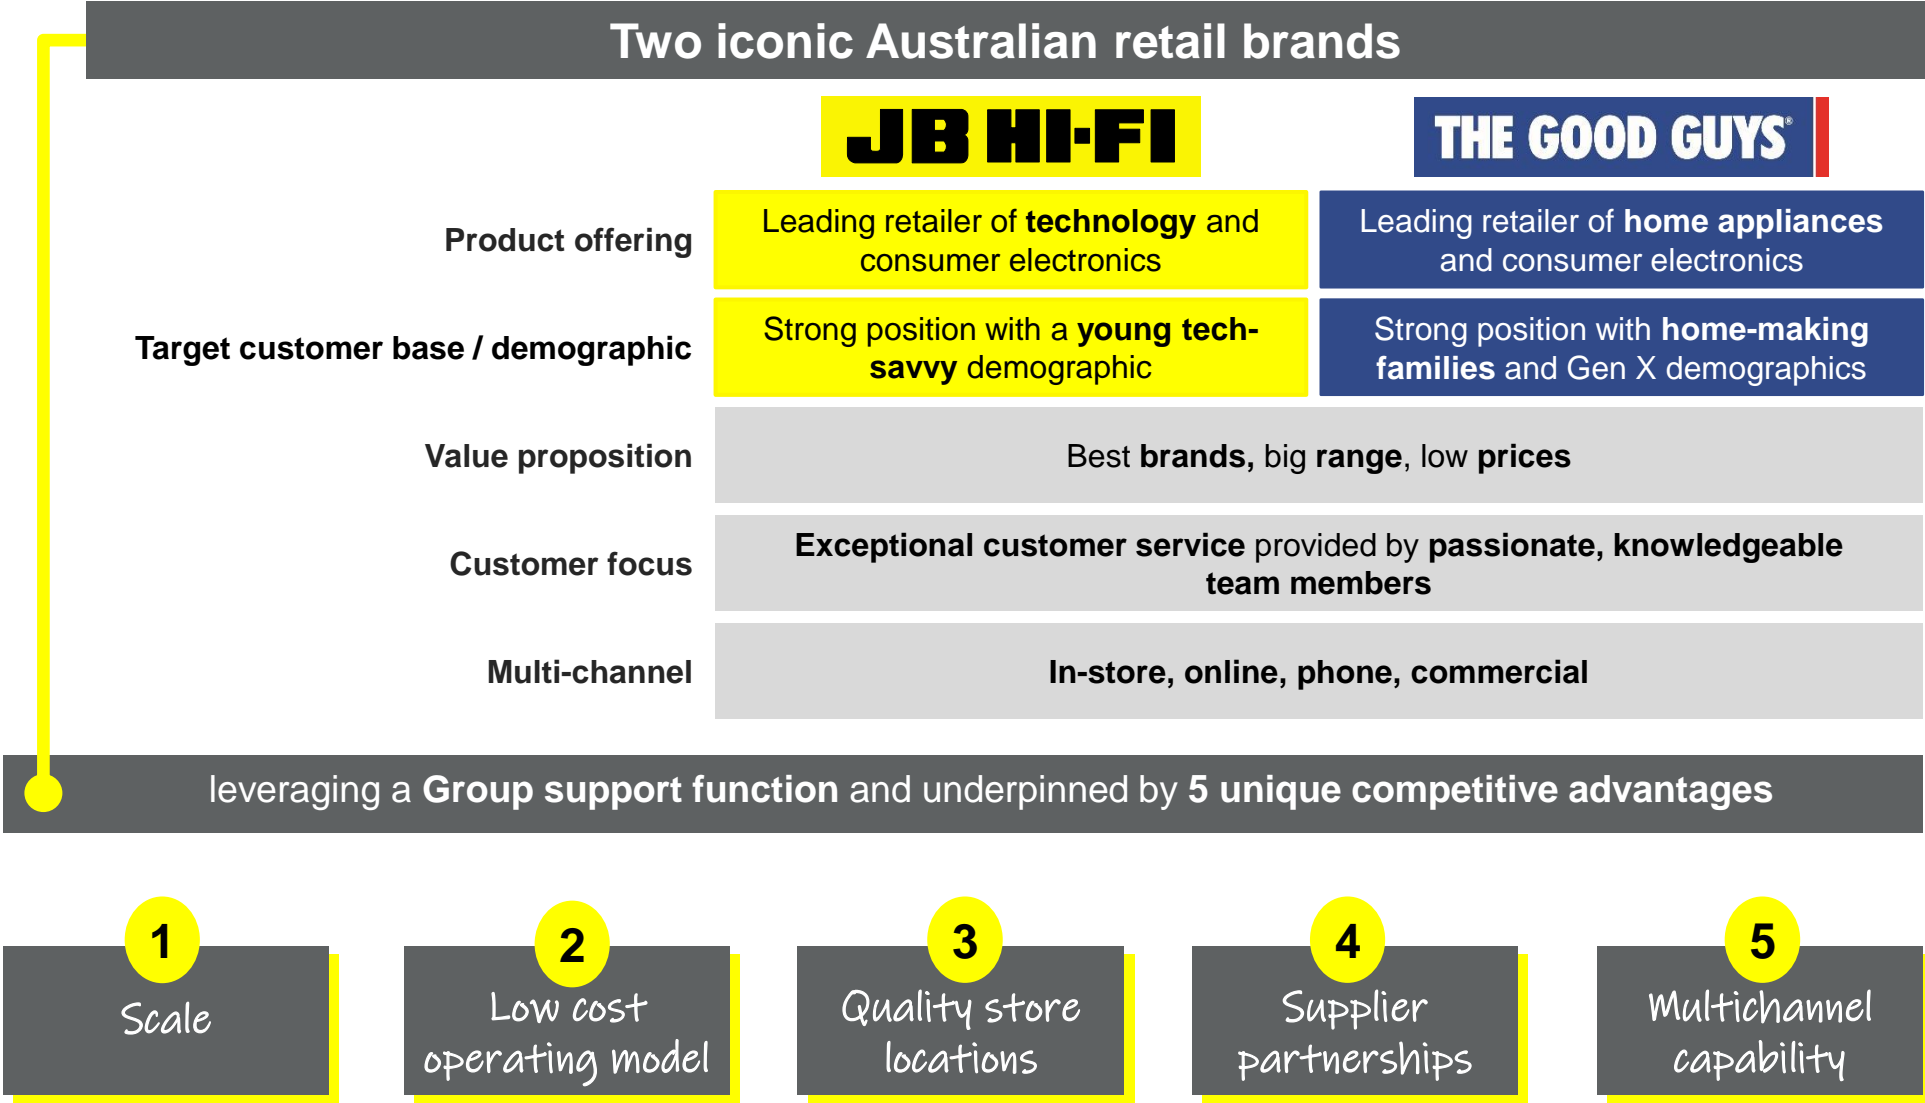 Two iconic Australian retail brands
JB HI-FI
THE GOOD GUYS®
Product offering
Leading retailer of technology and
consumer electronics
Leading retailer of home appliances
and consumer electronics
Target customer base / demographic
Strong position with a young tech-
savvy demographic
Strong position with home-making
families and Gen X demographics
Value proposition
Best brands, big range, low prices
Customer focus
Exceptional customer service provided by passionate, knowledgeable
team members
Multi-channel
In-store, online, phone, commercial
leveraging a Group support function and underpinned by 5 unique competitive advantages
1
Scale
2
Low cost
operating model
3
Quality store
locations
4
Supplier
partnerships
5
Multichannel
capability